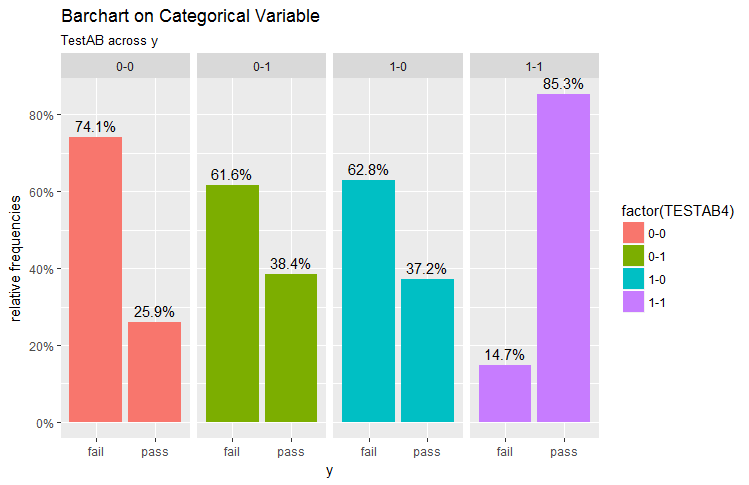 Barchart on Categorical Variable
TestAB across y
0-0 0-1 1-0 1-1
85.3%
80%
74.1%
61.6% 62.8%
60%
relative frequencies
40%
38.4% 37.2%
25.9%
20%
14.7%
0%
fail pass fail pass fail pass fail pass
y
factor(TESTAB4)
0-0
0-1
1-0
1-1